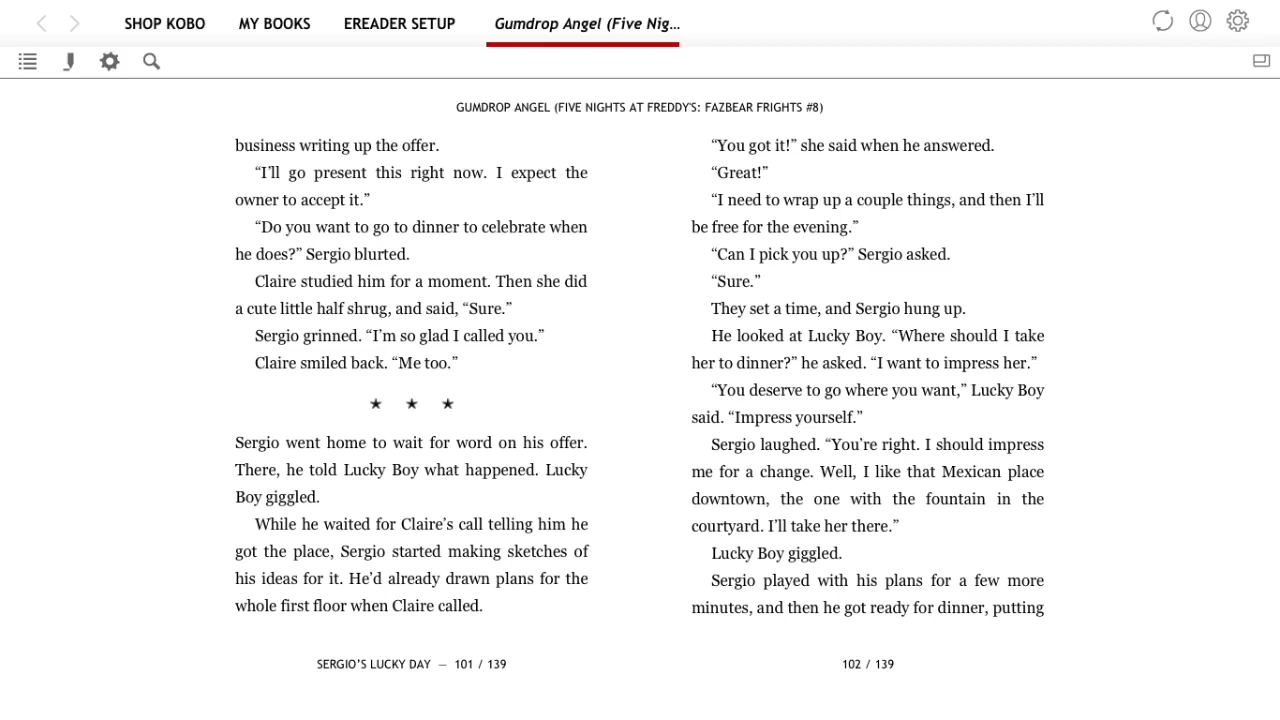 SHOP KOBO MY BOOKS EREADER SETUP Gumdrop Angel (Five Nig...
GUMDROP ANGEL (FIVE NIGHTS AT FREDDY'S: FAZBEAR FRIGHTS #8)
business writing up the offer.
“I’ll go present this right now. I expect the
owner to accept it.”
“Do you want to go to dinner to celebrate when
he does?” Sergio blurted.
Claire studied him for a moment. Then she did
a cute little half shrug, and said, “Sure.”
Sergio grinned. “I’m so glad I called you.”
Claire smiled back. “Me too.”
★ ★ ★
Sergio went home to wait for word on his offer.
There, he told Lucky Boy what happened. Lucky
Boy giggled.
While he waited for Claire’s call telling him he
got the place, Sergio started making sketches of
his ideas for it. He’d already drawn plans for the
whole first floor when Claire called.
SERGIO’S LUCKY DAY — 101 / 139
“You got it!” she said when he answered.
“Great!”
“I need to wrap up a couple things, and then I’ll
be free for the evening.”
“Can I pick you up?” Sergio asked.
“Sure.”
They set a time, and Sergio hung up.
He looked at Lucky Boy. “Where should I take
her to dinner?” he asked. “I want to impress her.”
“You deserve to go where you want,” Lucky Boy
said. “Impress yourself.”
Sergio laughed. “You’re right. I should impress
me for a change. Well, I like that Mexican place
downtown, the one with the fountain in the
courtyard. I’ll take her there.”
Lucky Boy giggled.
Sergio played with his plans for a few more
minutes, and then he got ready for dinner, putting
102 / 139